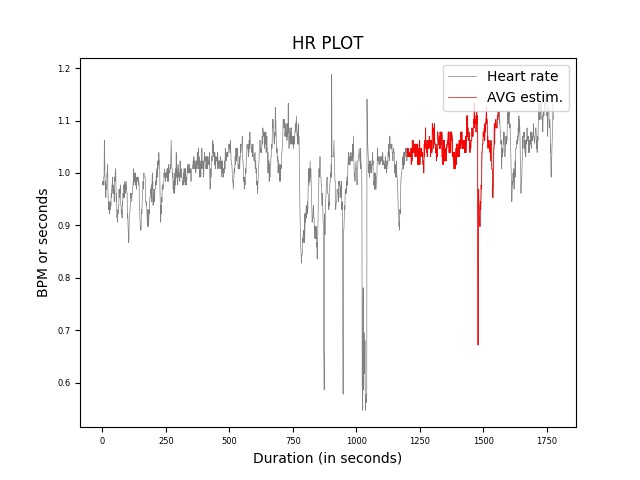 HR PLOT
Heart rate
AVG estim.
1.2
1.1
1.0
0.9
0.8
0.7
0.6
BPM or seconds
0 250 500 750 1000 1250 1500 1750
Duration (in seconds)